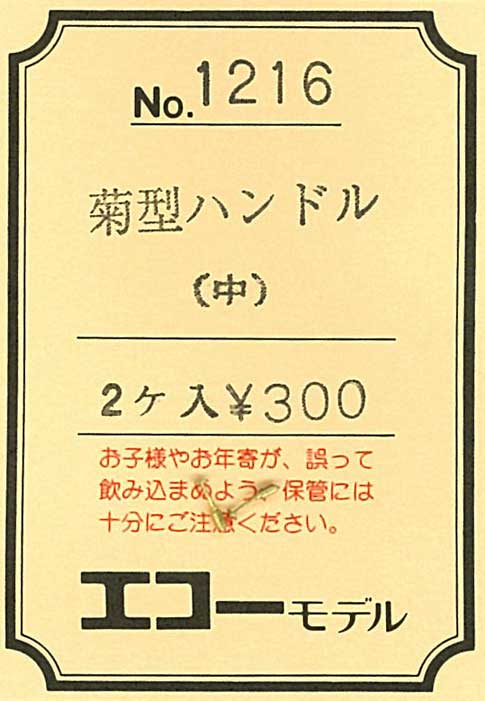 No.1216
菊型ハンドル
(中)
2ケ入¥300
お子様やお年寄が、誤って
飲み込まぬよう、保管には
十分にご注意ください。
エコーモデル